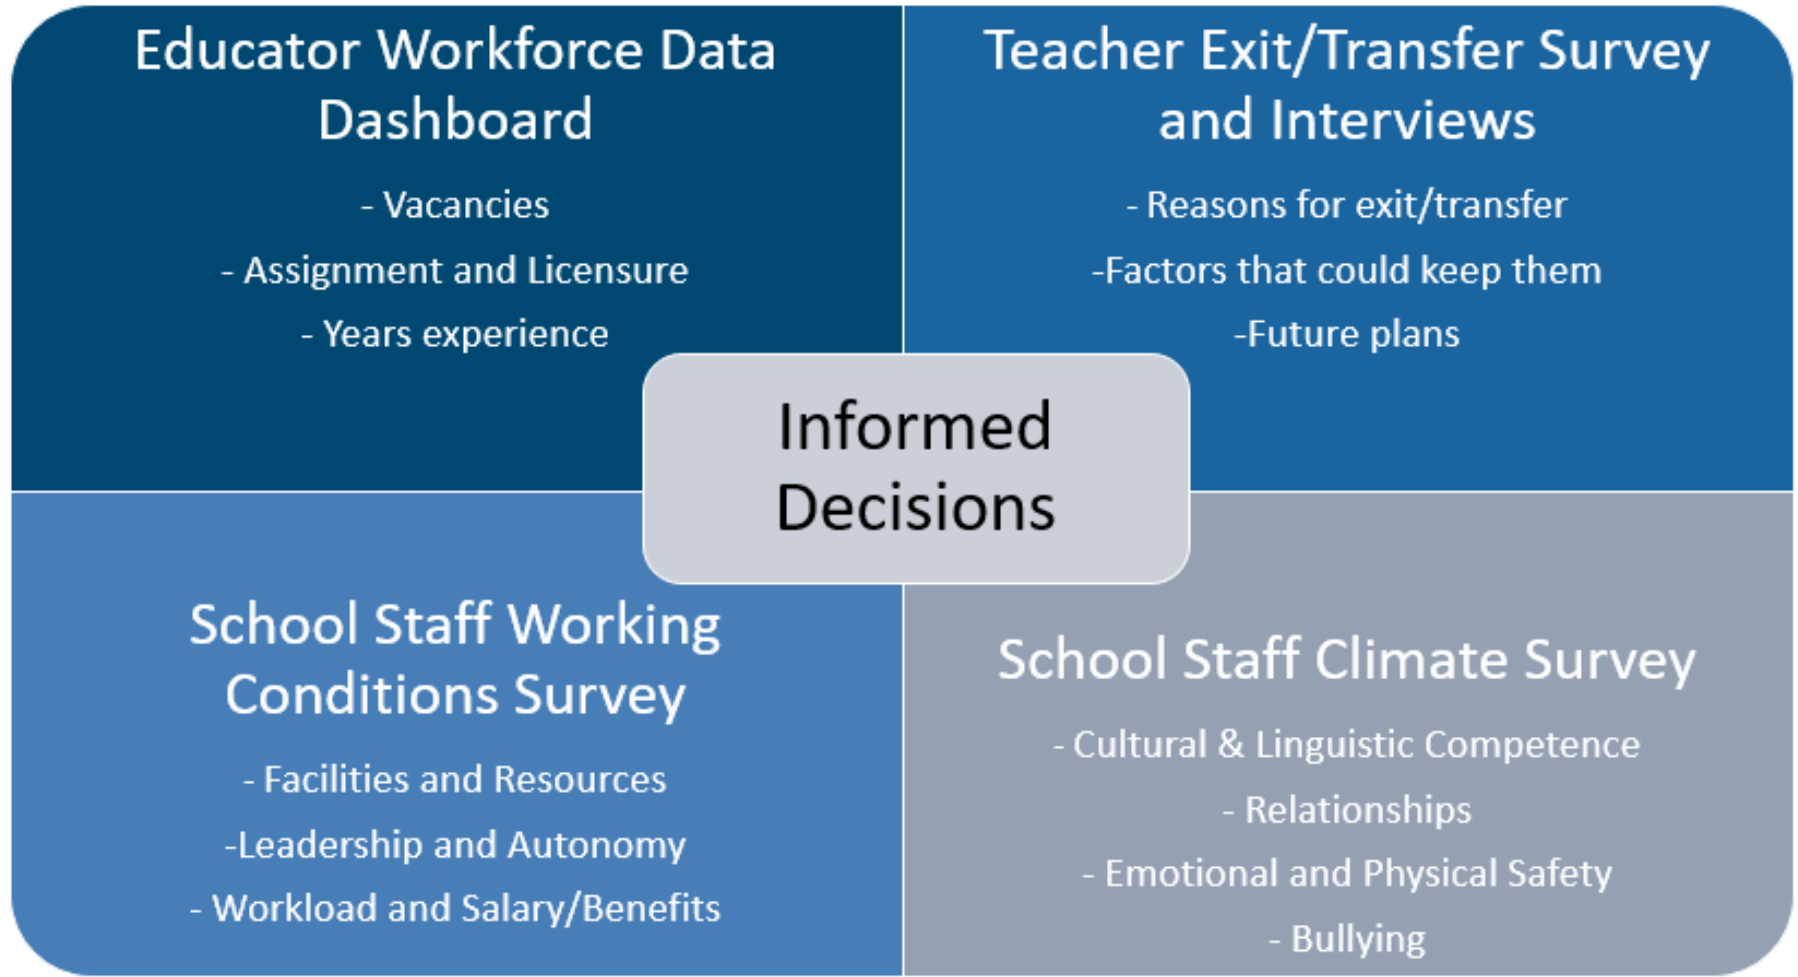 Educator Workforce Data
Dashboard
- Vacancies
- Assignment and Licensure
- Years experience
Teacher Exit/Transfer Survey
and Interviews
- Reasons for exit/transfer
-Factors that could keep them
-Future plans
Informed
Decisions
School Staff Working
Conditions Survey
- Facilities and Resources
-Leadership and Autonomy
- Workload and Salary/Benefits
School Staff Climate Survey
- Cultural & Linguistic Competence
- Relationships
- Emotional and Physical Safety
- Bullying